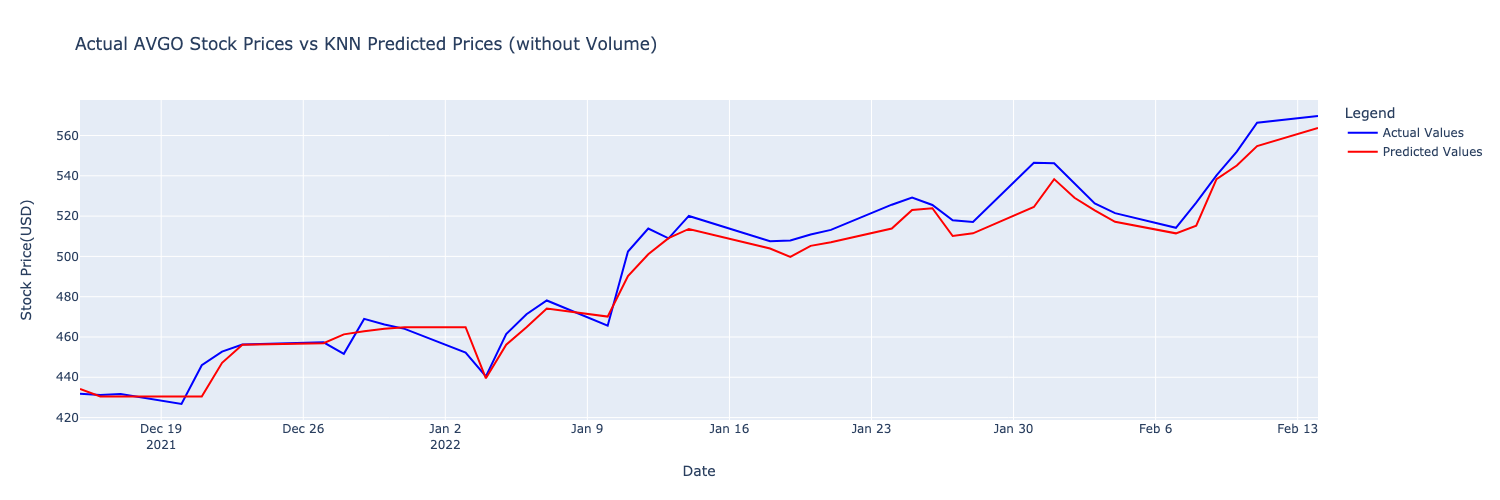 Actual AVGO Stock Prices vs KNN Predicted Prices (without Volume)
Legend
Actual Values
Predicted Values
Stock Price(USD)
560
540
520
500
480
460
440
420
Dec 19
2021
Dec 26
Jan 2
2022
Jan 9
Jan 16
Jan 23
Jan 30
Feb 6
Feb 13
Date